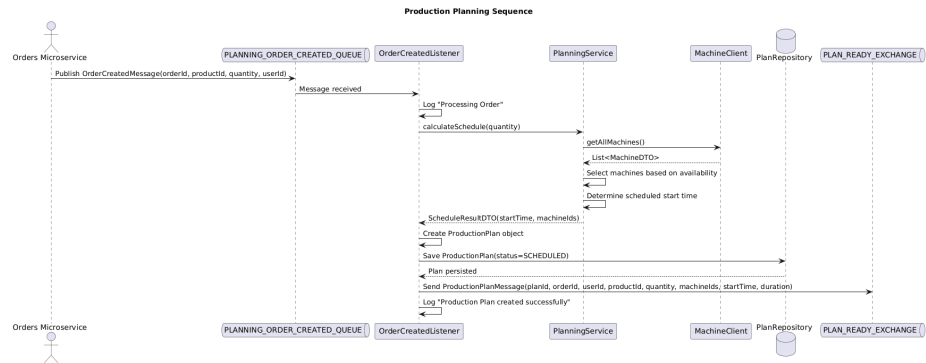 Production Planning Sequence
Orders Microservice
PLANNING_ORDER_CREATED_QUEUE
OrderCreatedListener
PlanningService
MachineClient
PlanRepository
PLAN_READY_EXCHANGE
Publish OrderCreatedMessage(orderId, productId, quantity, userId)
Message received
Log "Processing Order"
calculateSchedule(quantity)
getAllMachines()
List<MachineDTO>
Select machines based on availability
Determine scheduled start time
ScheduleResultDTO(startTime, machineIds)
Create ProductionPlan object
Save ProductionPlan(status=SCHEDULED)
Plan persisted
Send ProductionPlanMessage(planId, orderId, userId, productId, quantity, machineIds, startTime, duration)
Log "Production Plan created successfully"
Orders Microservice
PLANNING_ORDER_CREATED_QUEUE
OrderCreatedListener
PlanningService
MachineClient
PlanRepository
PLAN_READY_EXCHANGE